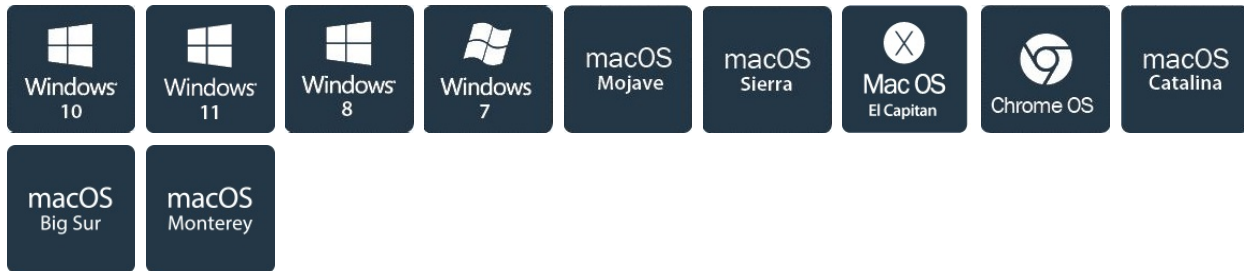 Windows
10
Windows
11
Windows
8
Windows
7
macOS
Mojave
macOS
Sierra
X
Mac OS
El Capitan
Chrome OS
macOS
Catalina
macOS
Big Sur
macOS
Monterey